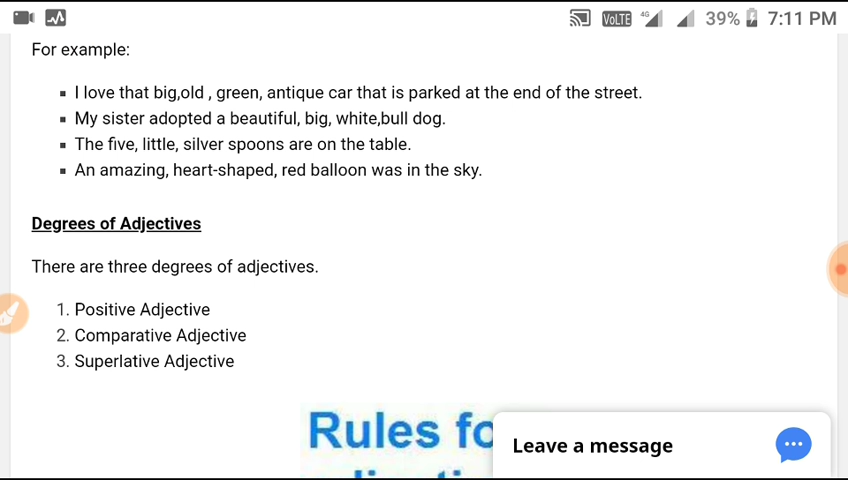 VoLTE 4G 39% 7:11 PM
For example:
▪ I love that big,old , green, antique car that is parked at the end of the street.
▪ My sister adopted a beautiful, big, white,bull dog.
▪ The five, little, silver spoons are on the table.
▪ An amazing, heart-shaped, red balloon was in the sky.
Degrees of Adjectives
There are three degrees of adjectives.
1. Positive Adjective
2. Comparative Adjective
3. Superlative Adjective
Rules fo
Leave a message